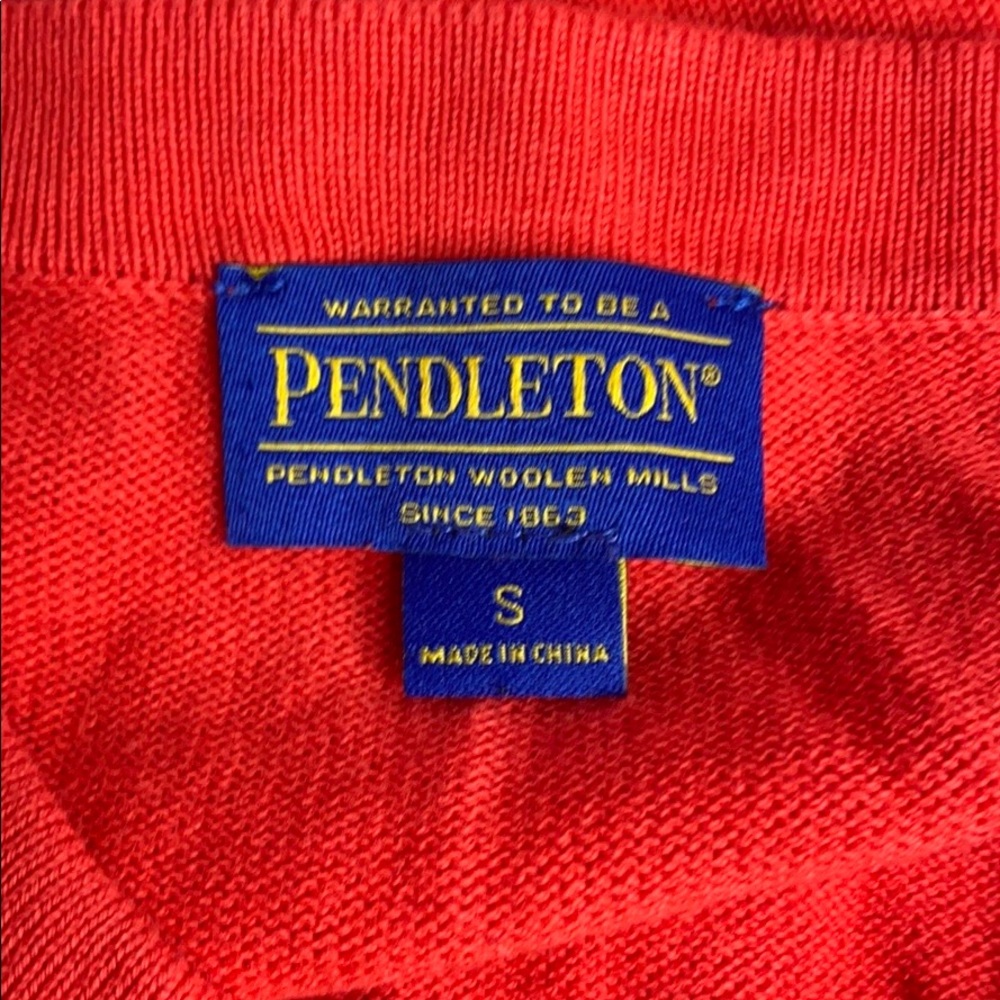 WARRANTED TO BE A
PENDLETON®
PENDLETON WOOLEN MILLS
SINCE 1863
S
MADE IN CHINA